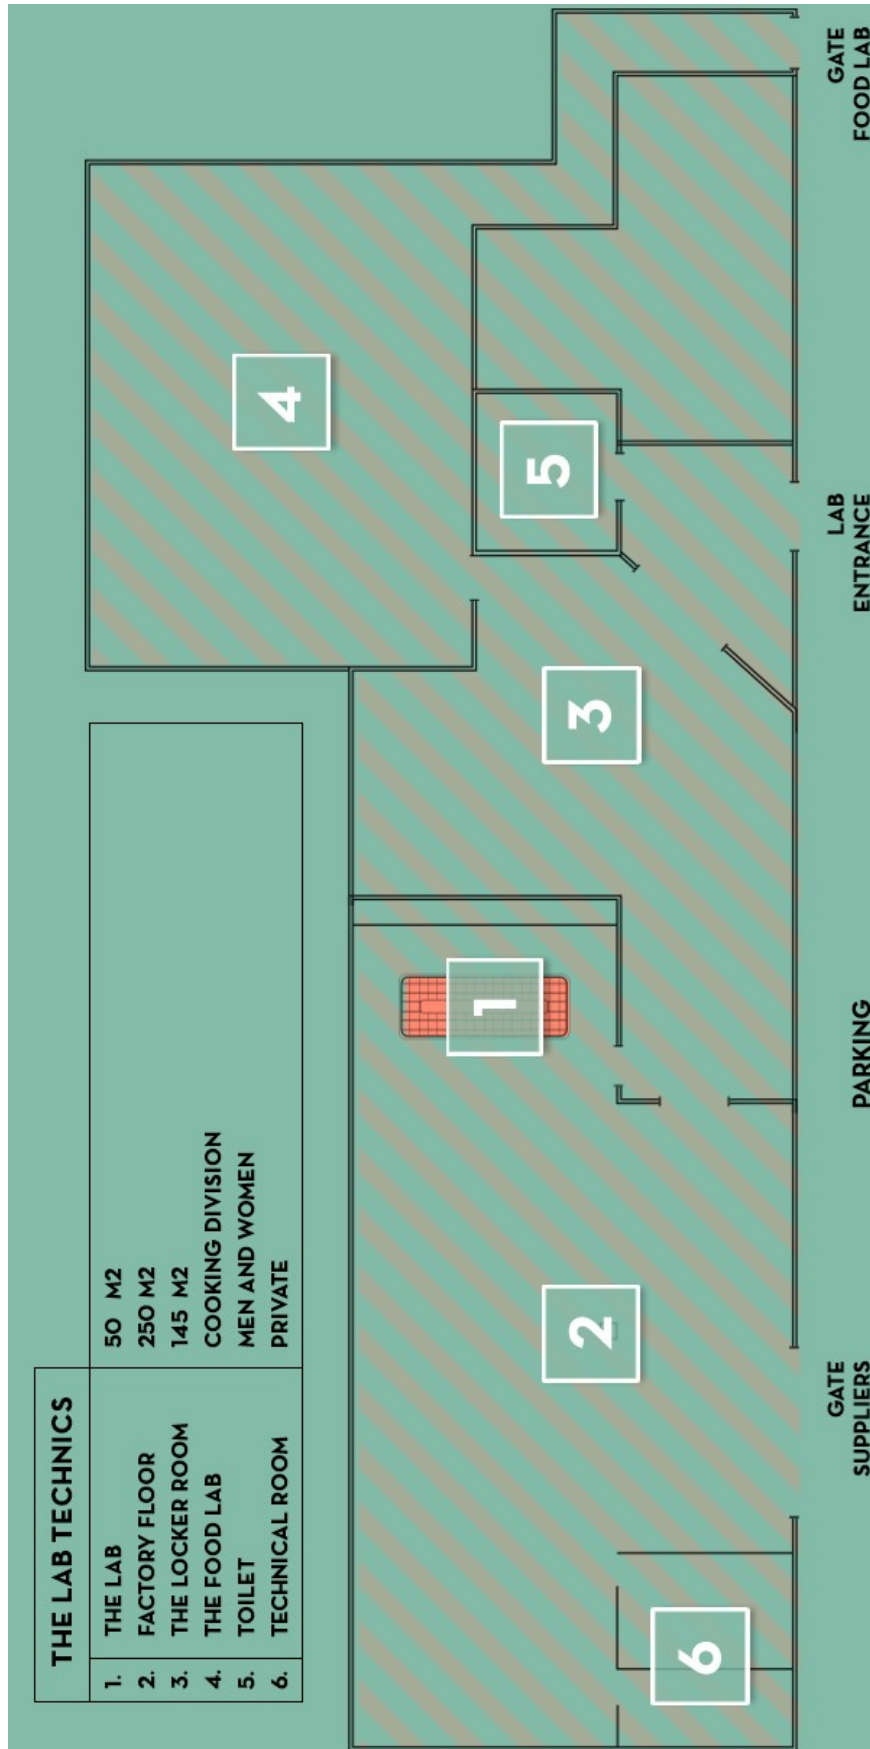 THE LAB TECHNICS
1. THE LAB 50 M2
2. FACTORY FLOOR 250 M2
3. THE LOCKER ROOM 145 M2
4. THE FOOD LAB COOKING DIVISION
5. TOILET MEN AND WOMEN
6. TECHNICAL ROOM PRIVATE
4
5
1
2
3
6
GATE
SUPPLIERS
PARKING
LAB
ENTRANCE
GATE
FOOD LAB